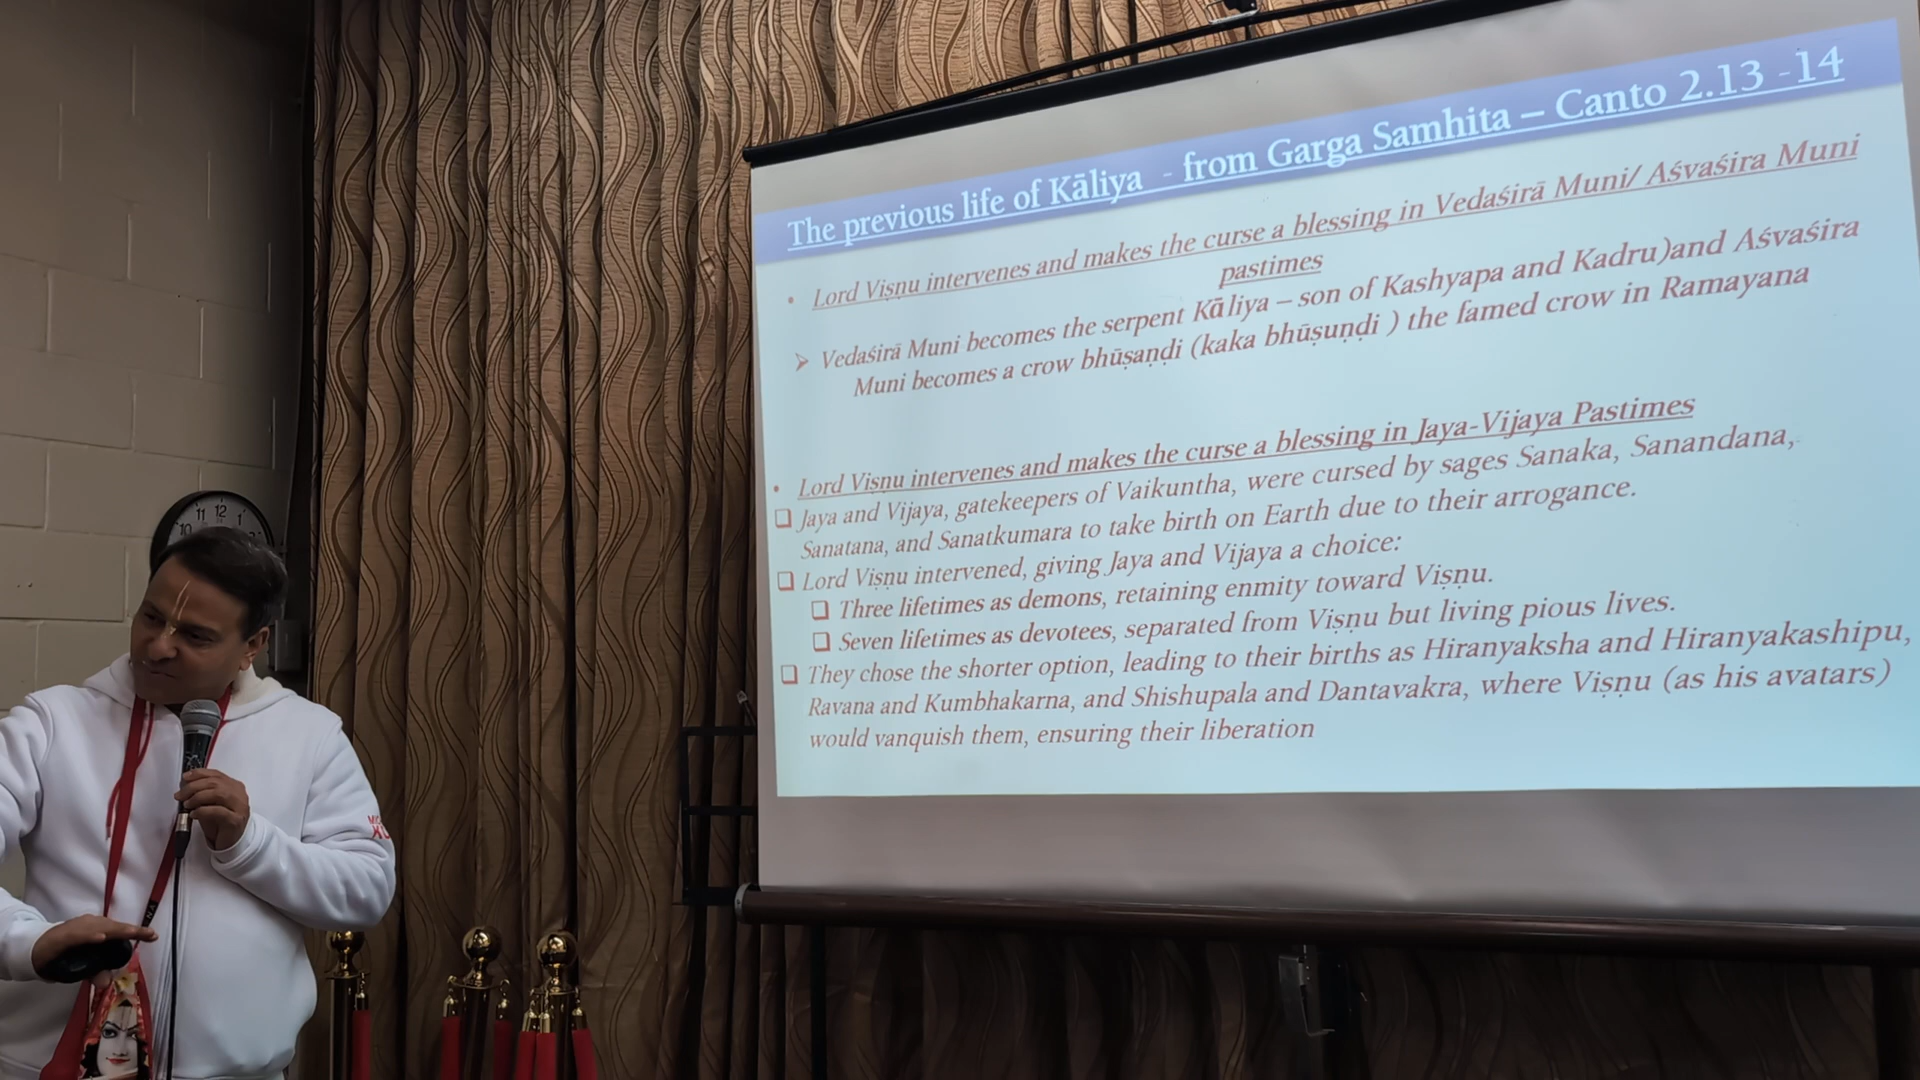 The previous life of Kāliya - from Garga Samhita – Canto 2.13 -14
• Lord Viṣṇu intervenes and makes the curse a blessing in Vedaśirā Muni/ Aśvaśira Muni
pastimes
➢ Vedaśirā Muni becomes the serpent Kāliya – son of Kashyapa and Kadru)and Aśvaśira
Muni becomes a crow bhūṣaṇḍi (kaka bhūṣuṇḍi ) the famed crow in Ramayana
• Lord Viṣṇu intervenes and makes the curse a blessing in Jaya-Vijaya Pastimes
❑ Jaya and Vijaya, gatekeepers of Vaikuntha, were cursed by sages Sanaka, Sanandana,
Sanatana, and Sanatkumara to take birth on Earth due to their arrogance.
❑ Lord Viṣṇu intervened, giving Jaya and Vijaya a choice:
❑ Three lifetimes as demons, retaining enmity toward Viṣṇu.
❑ Seven lifetimes as devotees, separated from Viṣṇu but living pious lives.
❑ They chose the shorter option, leading to their births as Hiranyaksha and Hiranyakashipu,
Ravana and Kumbhakarna, and Shishupala and Dantavakra, where Viṣṇu (as his avatars)
would vanquish them, ensuring their liberation
10 11 12 1